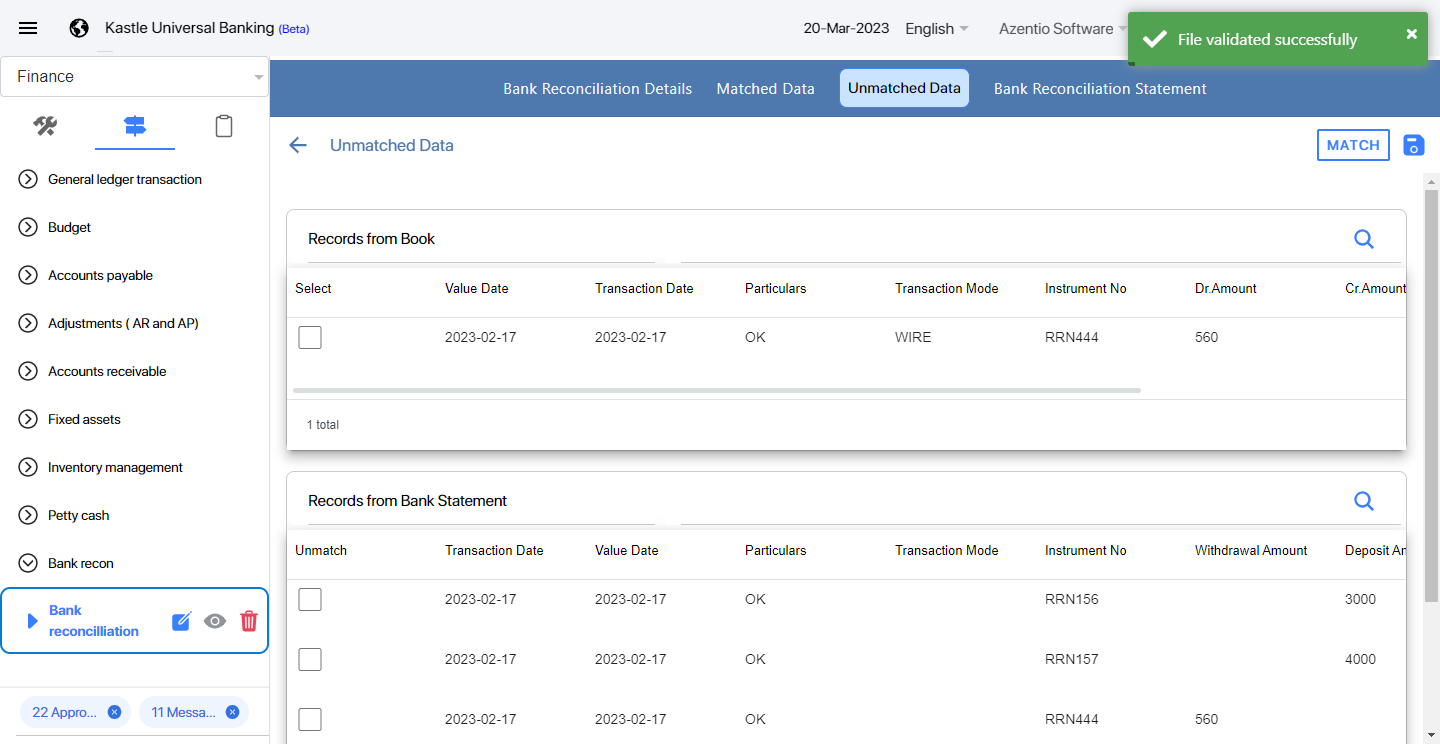 Kastle Universal Banking (Beta)
20-Mar-2023
English
Azentio Software
File validated successfully
Finance
Bank Reconciliation Details
Matched Data
Unmatched Data
Bank Reconciliation Statement
Unmatched Data
MATCH
General ledger transaction
Budget
Accounts payable
Adjustments ( AR and AP)
Accounts receivable
Fixed assets
Inventory management
Petty cash
Bank recon
Bank
reconcilliation
22 Appro...
11 Messa...
Records from Book
Select Value Date Transaction Date Particulars Transaction Mode Instrument No Dr.Amount Cr.Amount
2023-02-17 2023-02-17 OK WIRE RRN444 560
1 total
Records from Bank Statement
Unmatch Transaction Date Value Date Particulars Transaction Mode Instrument No Withdrawal Amount Deposit An
2023-02-17 2023-02-17 OK RRN156 3000
2023-02-17 2023-02-17 OK RRN157 4000
2023-02-17 2023-02-17 OK RRN444 560